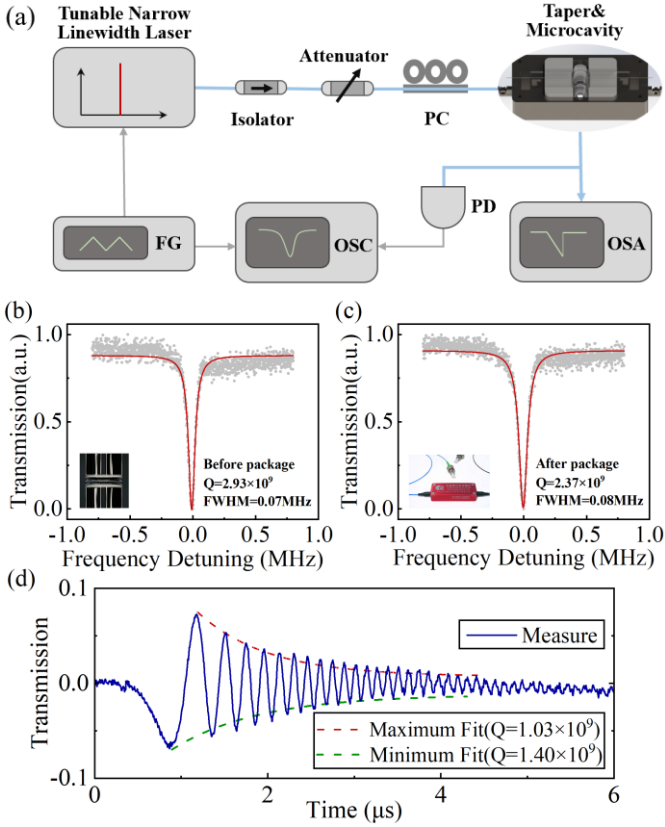 (a)
Tunable Narrow
Linewidth Laser
Isolator
Attenuator
PC
Taper&
Microcavity
FG
OSC
PD
OSA
(b)
Transmission(a.u.)
1.0
0.5
0.0
Before package
Q=2.93×10⁹
FWHM=0.07MHz
-1.0 -0.5 0.0 0.5 1.0
Frequency Detuning (MHz)
(c)
Transmission(a.u.)
1.0
0.5
0.0
After package
Q=2.37×10⁹
FWHM=0.08MHz
-1.0 -0.5 0.0 0.5 1.0
Frequency Detuning (MHz)
(d)
Transmission
0.1
0.0
-0.1
Measure
Maximum Fit(Q=1.03×10⁹)
Minimum Fit(Q=1.40×10⁹)
0 2 4 6
Time (μs)